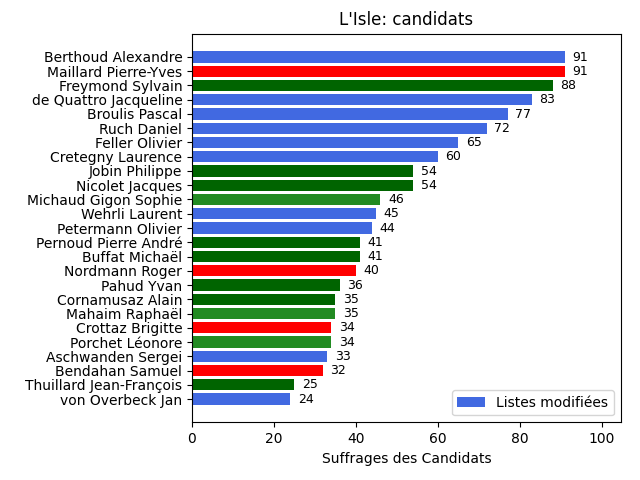 L'Isle: candidats
Berthoud Alexandre 91
Maillard Pierre-Yves 91
Freymond Sylvain 88
de Quattro Jacqueline 83
Broulis Pascal 77
Ruch Daniel 72
Feller Olivier 65
Cretegny Laurence 60
Jobin Philippe 54
Nicolet Jacques 54
Michaud Gigon Sophie 46
Wehrli Laurent 45
Petermann Olivier 44
Pernoud Pierre André 41
Buffat Michaël 41
Nordmann Roger 40
Pahud Yvan 36
Cornamusaz Alain 35
Mahaim Raphaël 35
Crottaz Brigitte 34
Porchet Léonore 34
Aschwanden Sergei 33
Bendahan Samuel 32
Thuillard Jean-François 25
von Overbeck Jan 24
Listes modifiées
0 20 40 60 80 100
Suffrages des Candidats